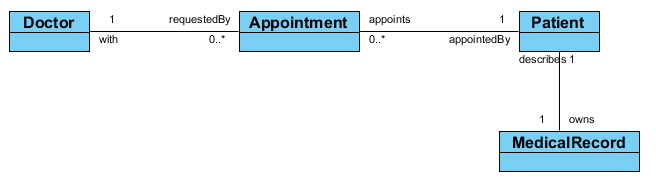 Doctor
1
requestedBy
with
0..*
Appointment
appoints
1
0..*
appointedBy
Patient
describes 1
1
owns
MedicalRecord